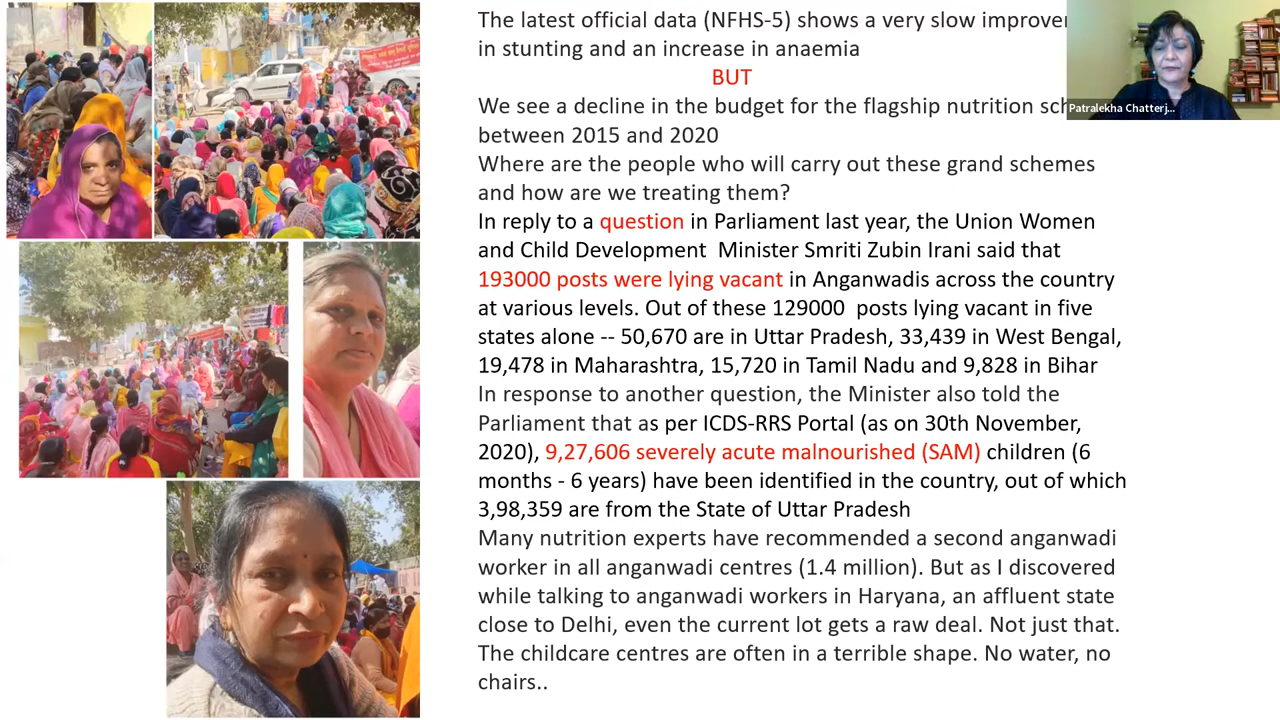 The latest official data (NFHS-5) shows a very slow
in stunting and an increase in anaemia
BUT
We see a decline in the budget for the flagship nutrition
between 2015 and 2020
Where are the people who will carry out these grand schemes
and how are we treating them?
In reply to a question in Parliament last year, the Union Women
and Child Development Minister Smriti Zubin Irani said that
193000 posts were lying vacant in Anganwadis across the country
at various levels. Out of these 129000 posts lying vacant in five
states alone -- 50,670 are in Uttar Pradesh, 33,439 in West Bengal,
19,478 in Maharashtra, 15,720 in Tamil Nadu and 9,828 in Bihar
In response to another question, the Minister also told the
Parliament that as per ICDS-RRS Portal (as on 30th November,
2020), 9,27,606 severely acute malnourished (SAM) children (6
months - 6 years) have been identified in the country, out of which
3,98,359 are from the State of Uttar Pradesh
Many nutrition experts have recommended a second anganwadi
worker in all anganwadi centres (1.4 million). But as I discovered
while talking to anganwadi workers in Haryana, an affluent state
close to Delhi, even the current lot gets a raw deal. Not just that.
The childcare centres are often in a terrible shape. No water, no
chairs..
Patralekha Chatterj...